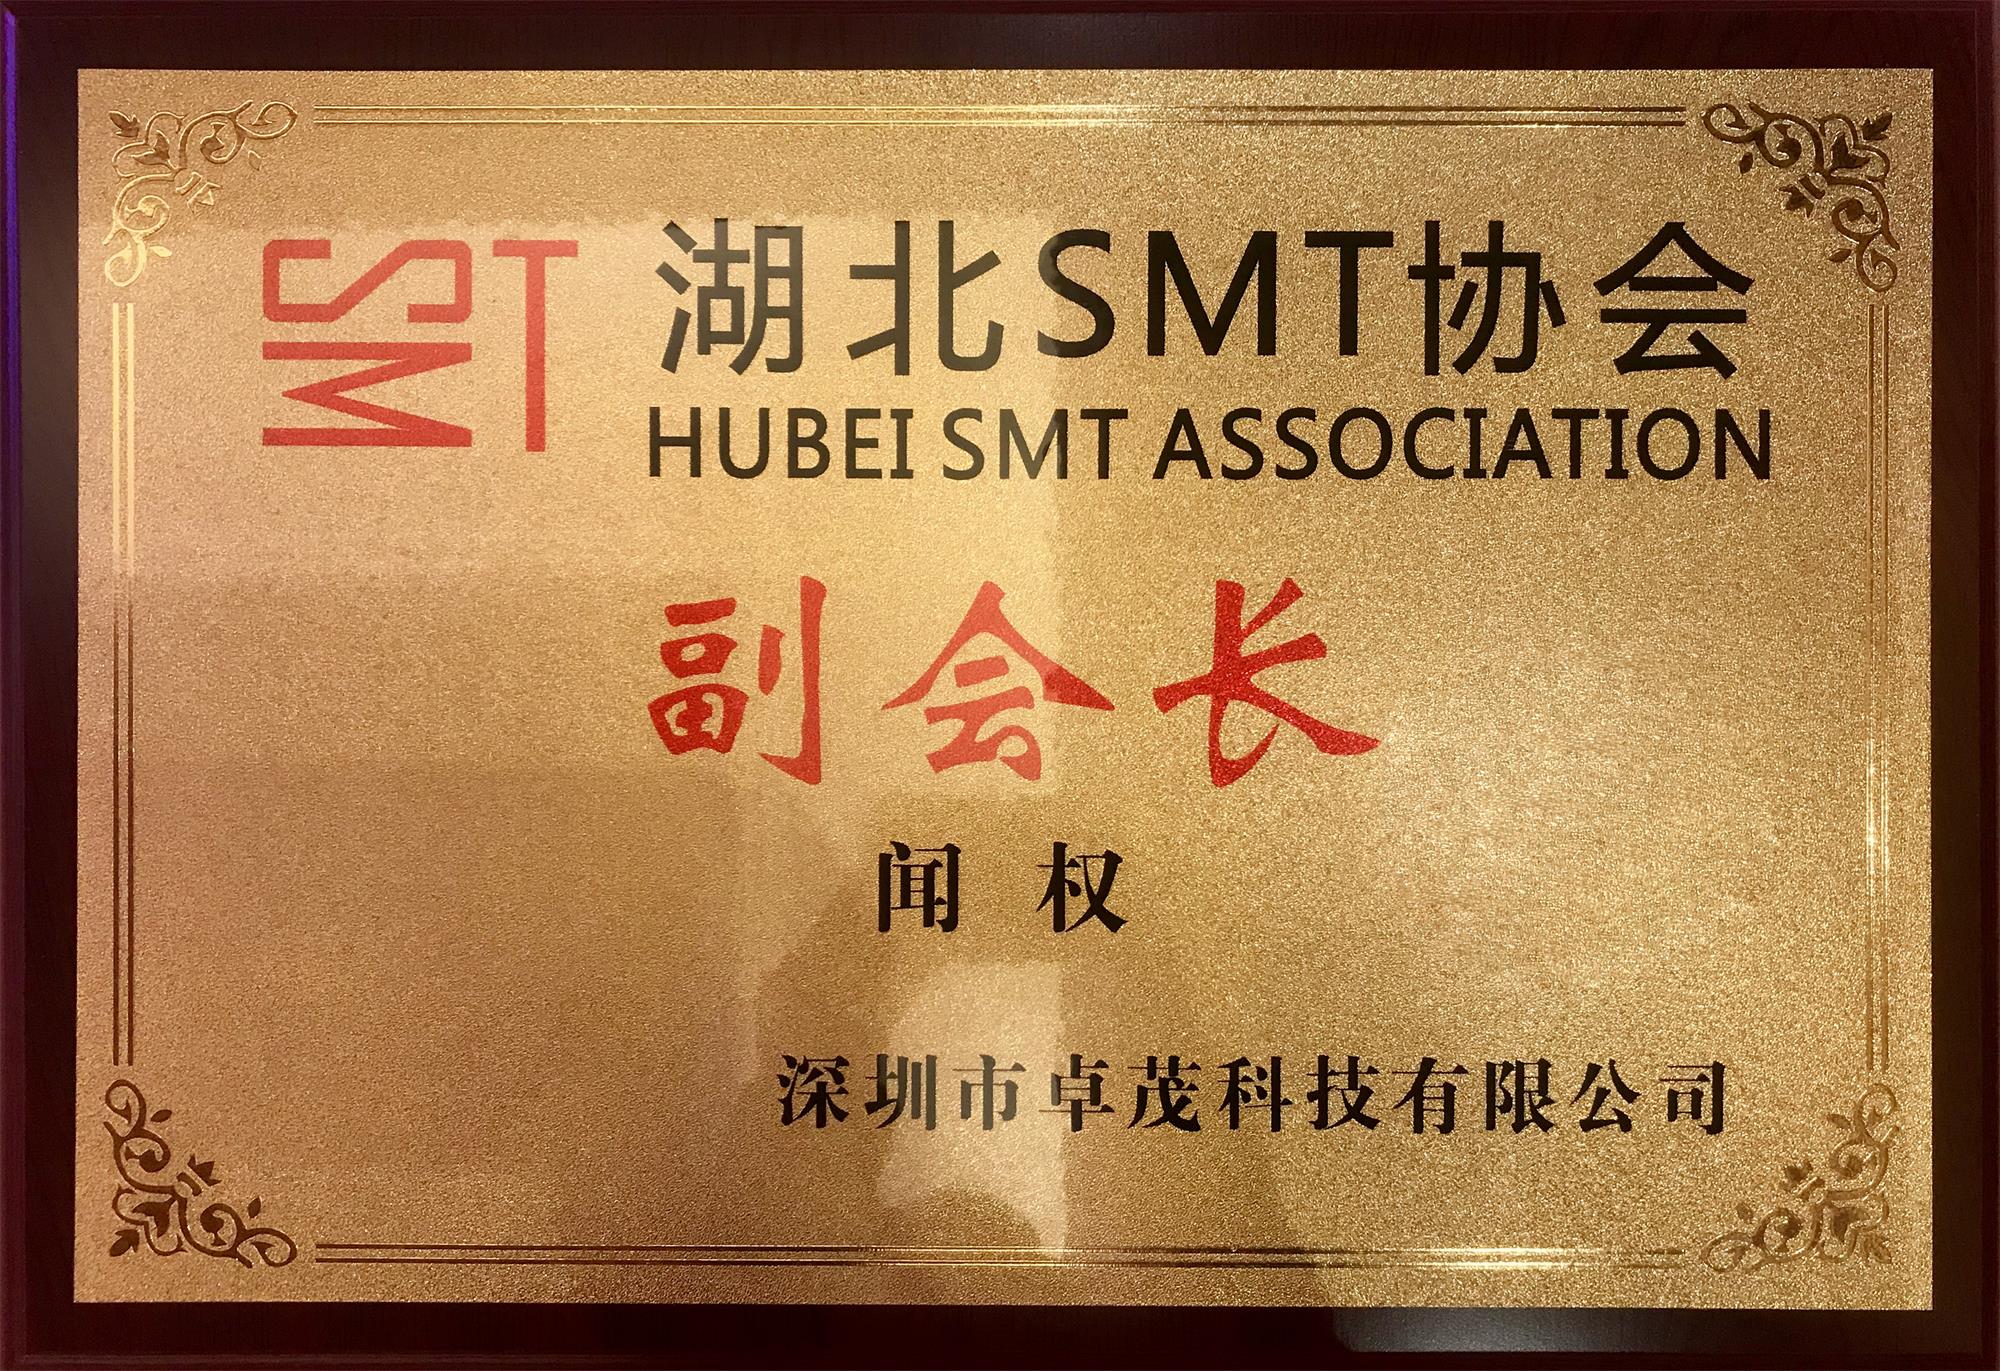 SMT
湖北SMT协会
HUBEI SMT ASSOCIATION
副会长
闻 权
深圳市卓茂科技有限公司